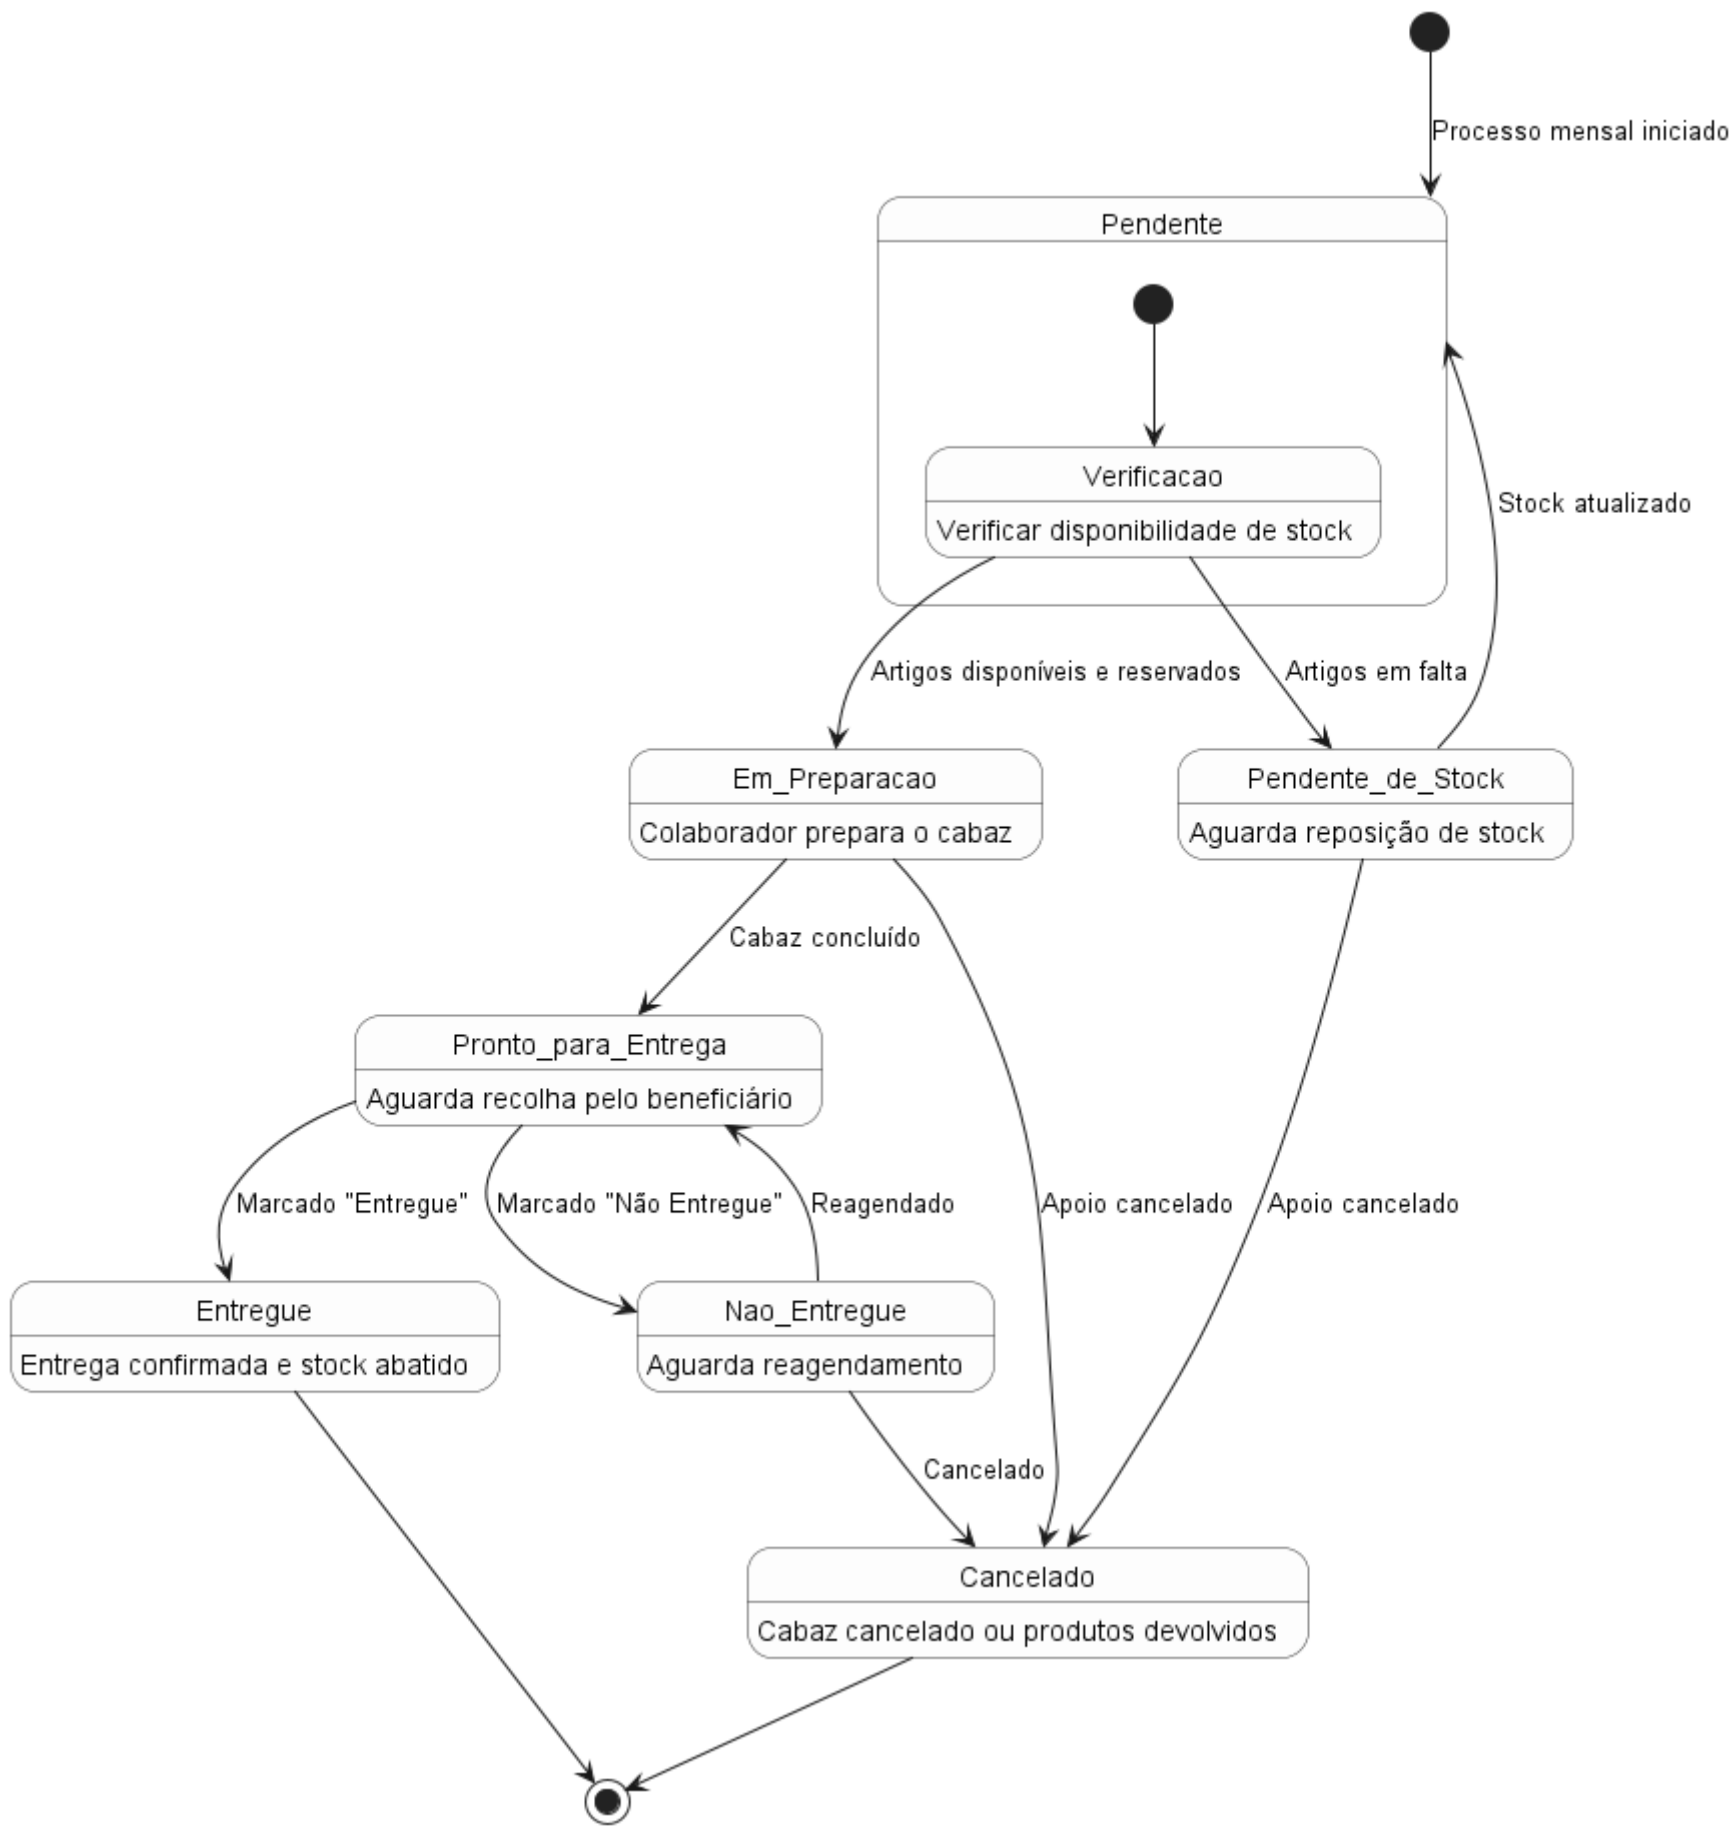 Processo mensal iniciado
Pendente
Verificacao
Verificar disponibilidade de stock
Stock atualizado
Artigos disponíveis e reservados
Artigos em falta
Em_Preparacao
Colaborador prepara o cabaz
Pendente_de_Stock
Aguarda reposição de stock
Cabaz concluído
Pronto_para_Entrega
Aguarda recolha pelo beneficiário
Marcado "Entregue"
Marcado "Não Entregue"
Reagendado
Apoio cancelado
Apoio cancelado
Entregue
Entrega confirmada e stock abatido
Nao_Entregue
Aguarda reagendamento
Cancelado
Cancelado
Cabaz cancelado ou produtos devolvidos